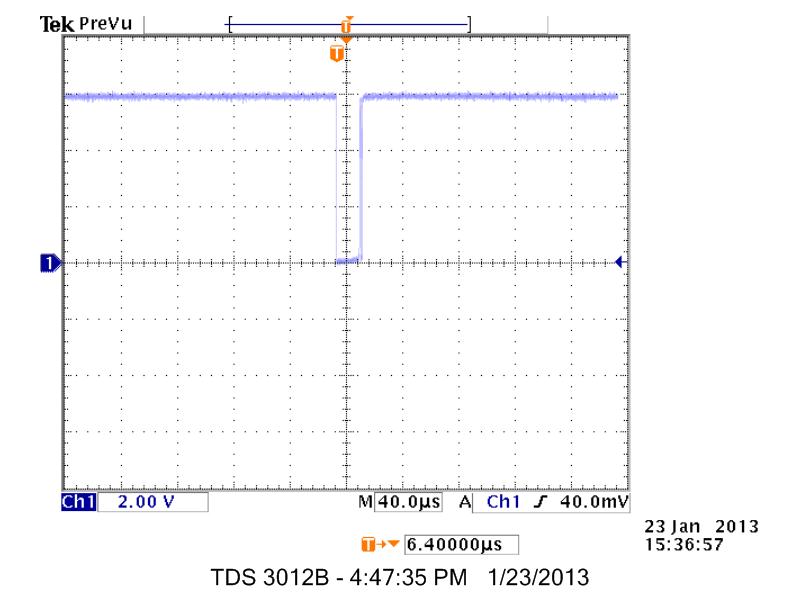 Tek PreVu
T
T
1
Ch1 2.00 V M 40.0µs A Ch1 40.0mV
T 6.40000µs
23 Jan 2013
15:36:57
TDS 3012B - 4:47:35 PM 1/23/2013